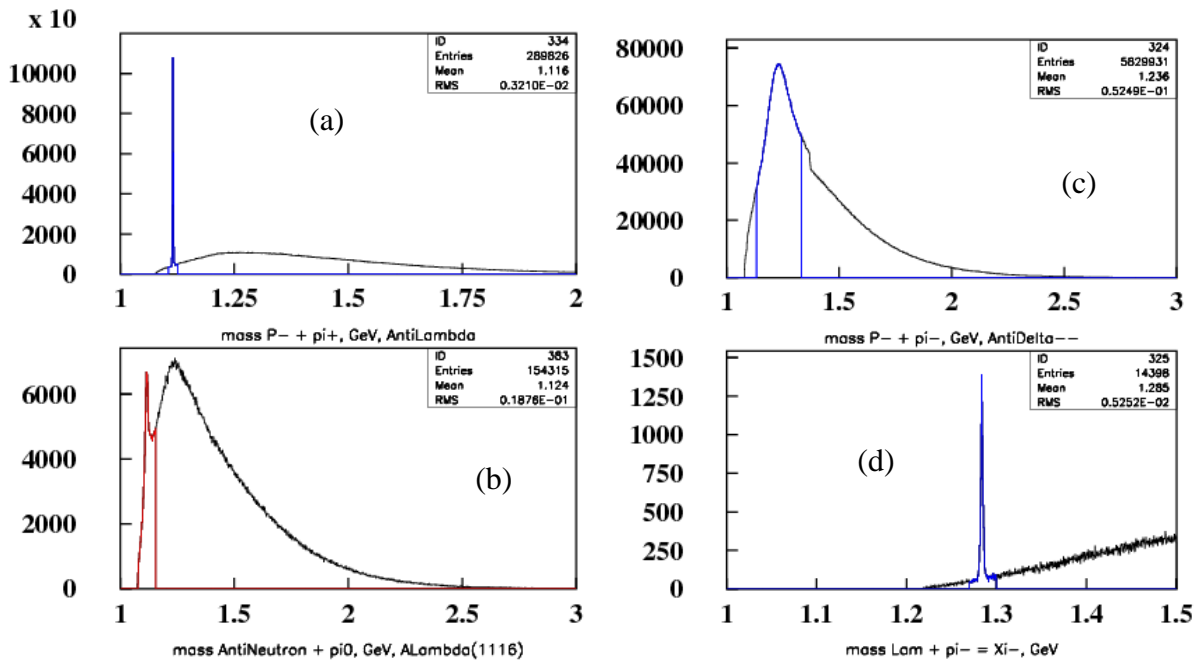 x 10
ID 334
Entries 289826
Mean 1.116
RMS 0.3210E-02
10000
8000
6000
4000
2000
0
(a)
1 1.25 1.5 1.75 2
mass P- + pi+, GeV, AntiLambda
ID 324
Entries 5829931
Mean 1.236
RMS 0.5249E-01
80000
60000
40000
20000
0
(c)
1 1.5 2 2.5 3
mass P- + pi-, GeV, AntiDelta--
ID 383
Entries 154315
Mean 1.124
RMS 0.1876E-01
6000
4000
2000
0
(b)
1 1.5 2 2.5 3
mass AntiNeutron + pi0, GeV, ALambda(1116)
ID 325
Entries 14398
Mean 1.285
RMS 0.5252E-02
1500
1250
1000
750
500
250
0
(d)
1 1.1 1.2 1.3 1.4 1.5
mass Lam + pi- = Xi-, GeV